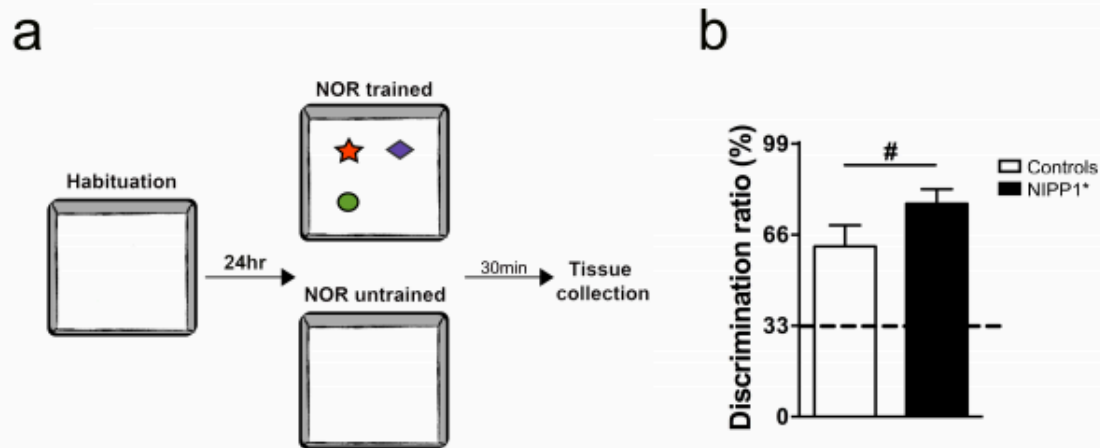 a
NOR trained
Habituation
24hr
30min
Tissue
collection
NOR untrained
b
Discrimination ratio (%)
99
66
33
0
#
Controls
NIPP1*